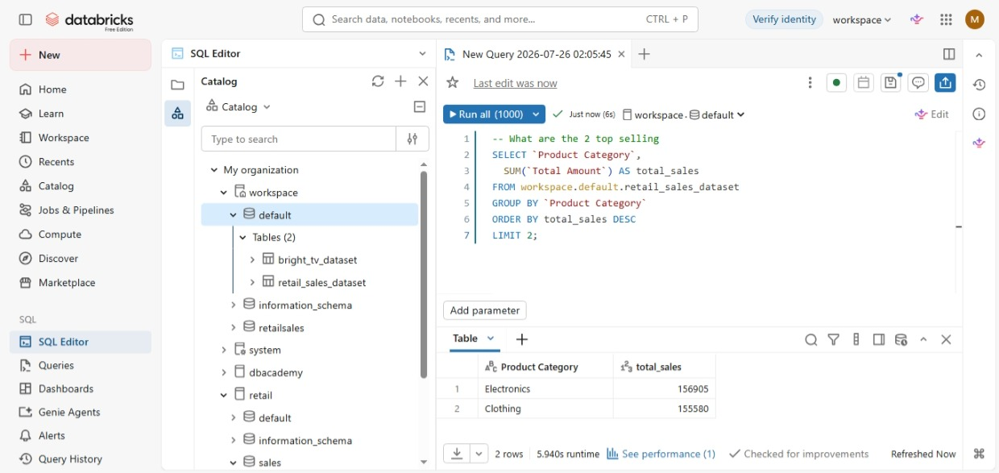 databricks
Free Edition
Search data, notebooks, recents, and more...
CTRL + P
Verify identity
workspace
M
New
Home
Learn
Workspace
Recents
Catalog
Jobs & Pipelines
Compute
Discover
Marketplace
SQL
SQL Editor
Queries
Dashboards
Genie Agents
Alerts
Query History
SQL Editor
Catalog
Catalog
Type to search
My organization
workspace
default
Tables (2)
bright_tv_dataset
retail_sales_dataset
information_schema
retailsales
system
dbacademy
retail
default
information_schema
sales
New Query 2026-07-26 02:05:45
Last edit was now
Run all (1000)
Just now (6s)
workspace . default
Edit
1 -- What are the 2 top selling
2 SELECT `Product Category`,
3 SUM(`Total Amount`) AS total_sales
4 FROM workspace.default.retail_sales_dataset
5 GROUP BY `Product Category`
6 ORDER BY total_sales DESC
7 LIMIT 2;
Add parameter
Table
ABC Product Category 123 total_sales
1 Electronics 156905
2 Clothing 155580
2 rows 5.940s runtime See performance (1) Checked for improvements Refreshed Now